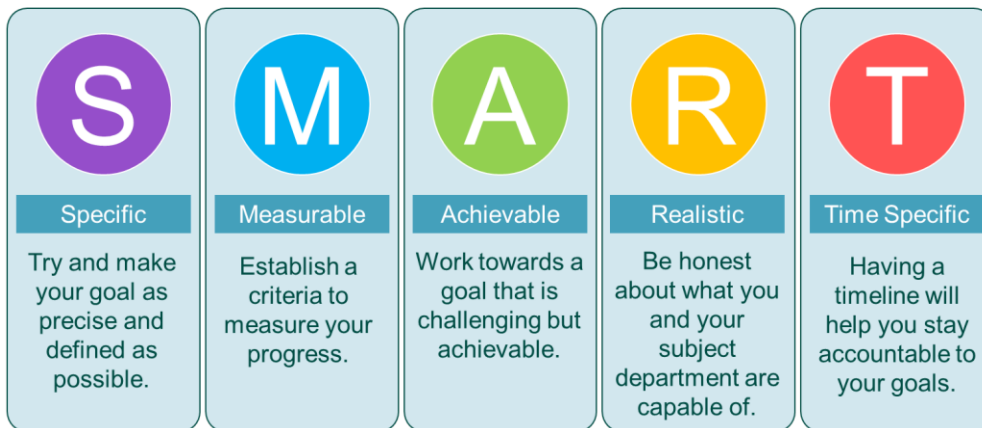 S
Specific
Try and make
your goal as
precise and
defined as
possible.
M
Measurable
Establish a
criteria to
measure your
progress.
A
Achievable
Work towards a
goal that is
challenging but
achievable.
R
Realistic
Be honest
about what you
and your
subject
department are
capable of.
T
Time Specific
Having a
timeline will
help you stay
accountable to
your goals.